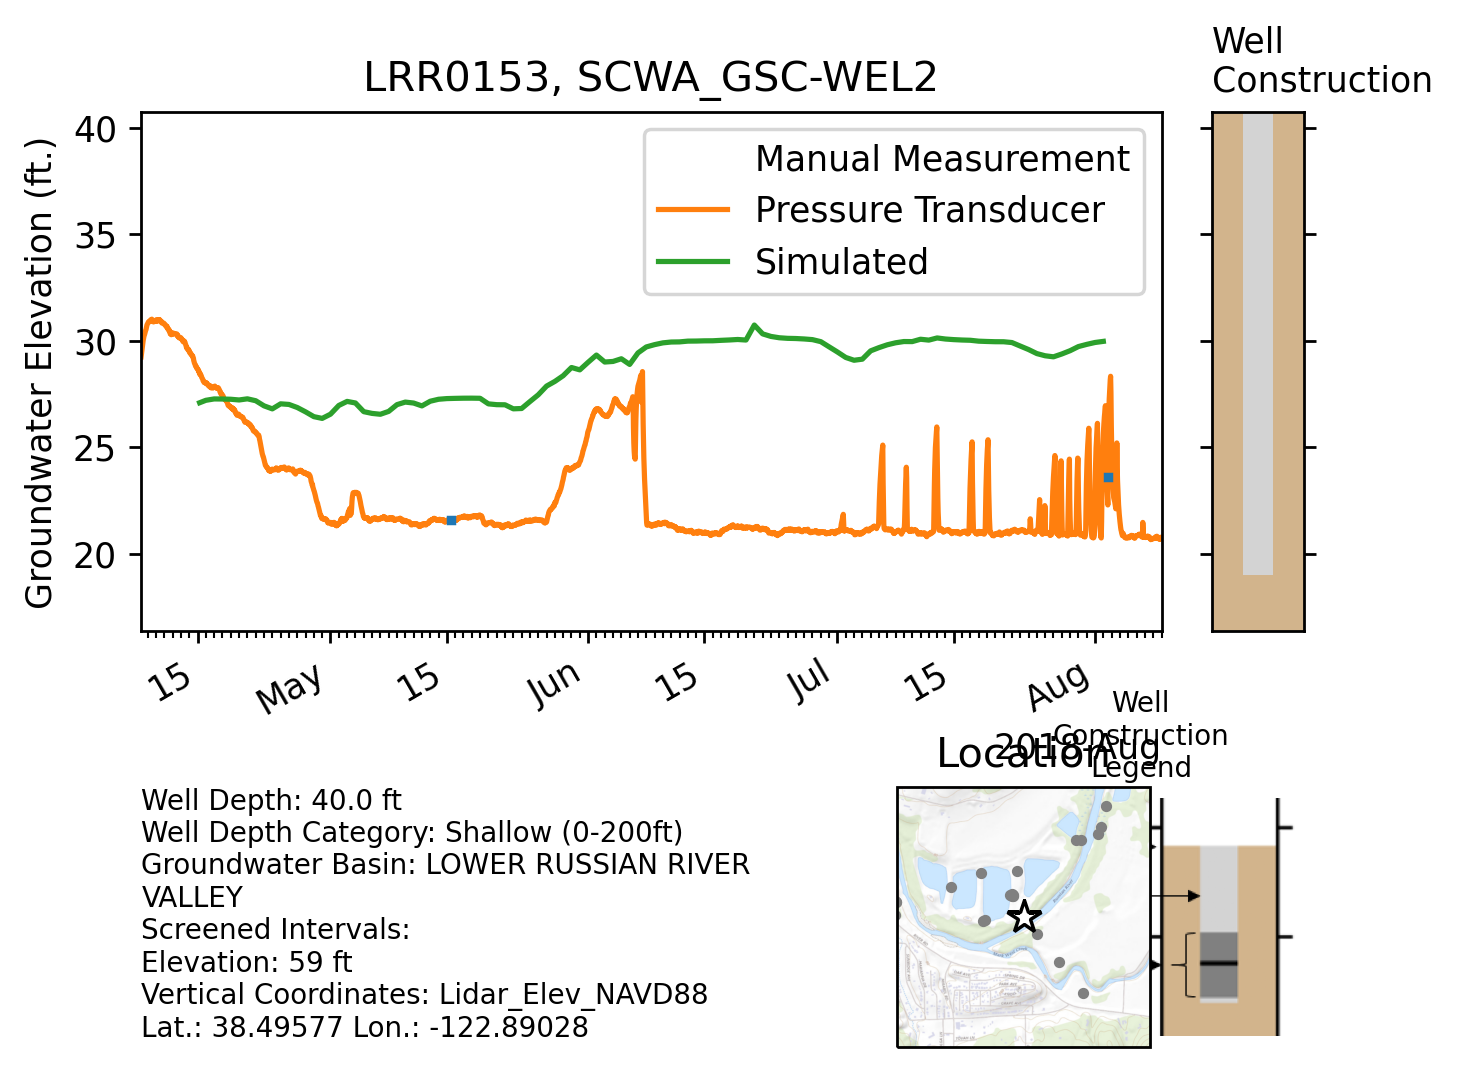 Well
Construction
LRR0153, SCWA_GSC-WEL2
Groundwater Elevation (ft.)
40
35
30
25
20
Manual Measurement
Pressure Transducer
Simulated
15
May
15
Jun
15
Jul
15
Aug
2018-Aug
Location
Well
Construction
Legend
Well Depth: 40.0 ft
Well Depth Category: Shallow (0-200ft)
Groundwater Basin: LOWER RUSSIAN RIVER
VALLEY
Screened Intervals:
Elevation: 59 ft
Vertical Coordinates: Lidar_Elev_NAVD88
Lat.: 38.49577 Lon.: -122.89028